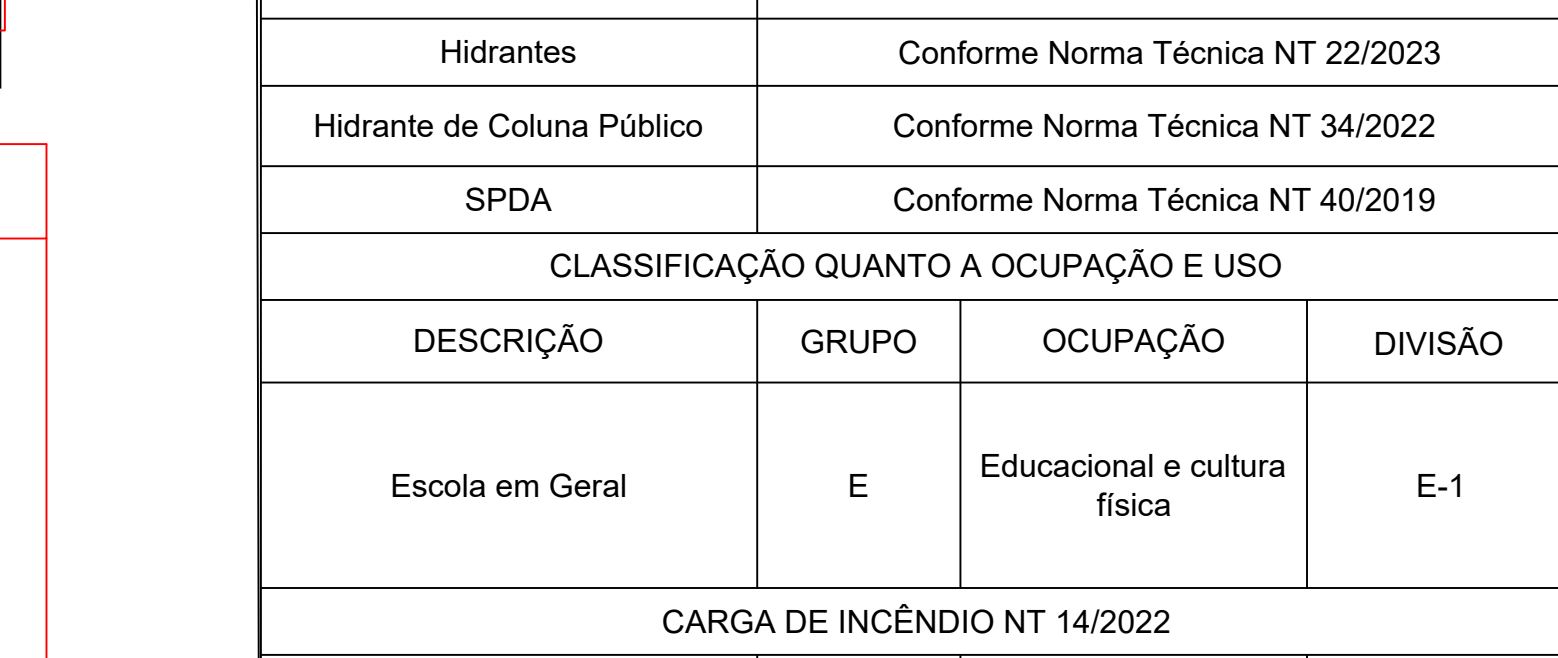 Hidrantes
Conforme Norma Técnica NT 22/2023
Hidrante de Coluna Público
Conforme Norma Técnica NT 34/2022
SPDA
Conforme Norma Técnica NT 40/2019
CLASSIFICAÇÃO QUANTO A OCUPAÇÃO E USO
DESCRIÇÃO
GRUPO
OCUPAÇÃO
DIVISÃO
Escola em Geral
E
Educacional e cultura
física
E-1
CARGA DE INCÊNDIO NT 14/2022